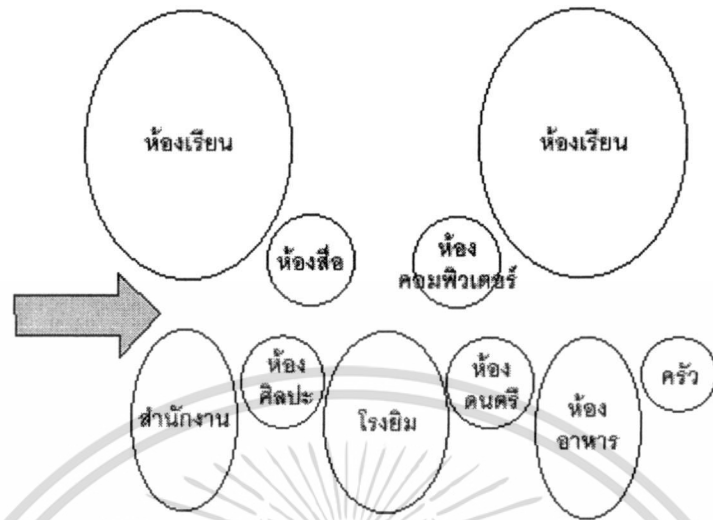 ห้องเรียน
ห้องเรียน
ห้องสื่อ
ห้อง
คอมพิวเตอร์
สำนักงาน
ห้อง
ศิลปะ
โรงยิม
ห้อง
ดนตรี
ห้อง
อาหาร
ครัว